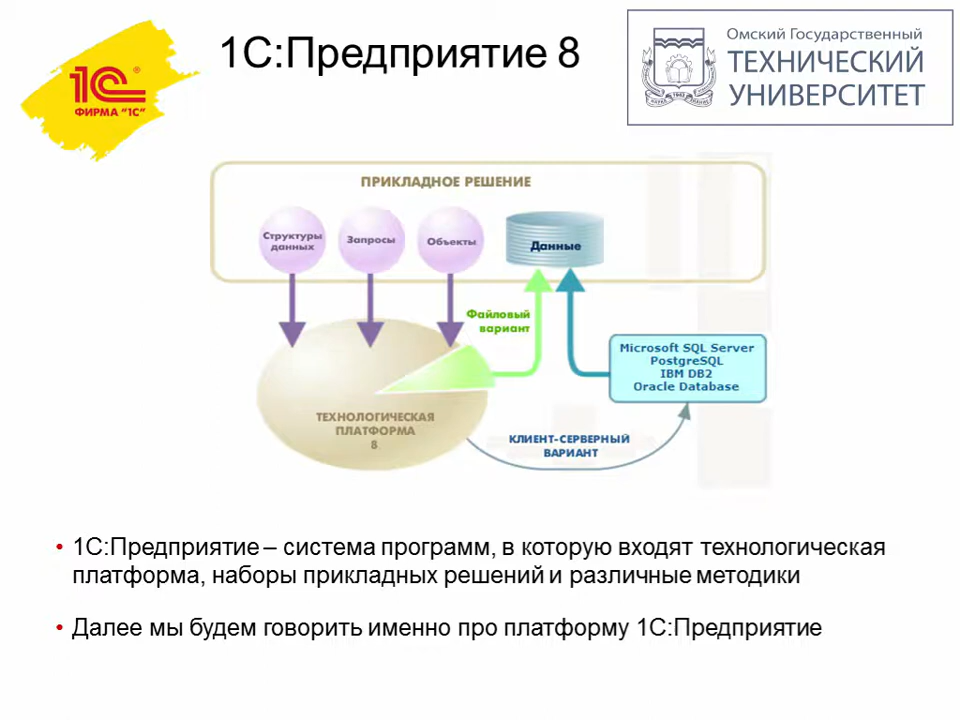 1С®
ФИРМА "1С"
1С:Предприятие 8
Омский Государственный
ТЕХНИЧЕСКИЙ
УНИВЕРСИТЕТ
1942
ПРИКЛАДНОЕ РЕШЕНИЕ
Структуры
данных
Запросы
Объекты
Данные
Файловый
вариант
Microsoft SQL Server
PostgreSQL
IBM DB2
Oracle Database
ТЕХНОЛОГИЧЕСКАЯ
ПЛАТФОРМА
8
КЛИЕНТ-СЕРВЕРНЫЙ
ВАРИАНТ
• 1С:Предприятие – система программ, в которую входят технологическая
платформа, наборы прикладных решений и различные методики
• Далее мы будем говорить именно про платформу 1С:Предприятие